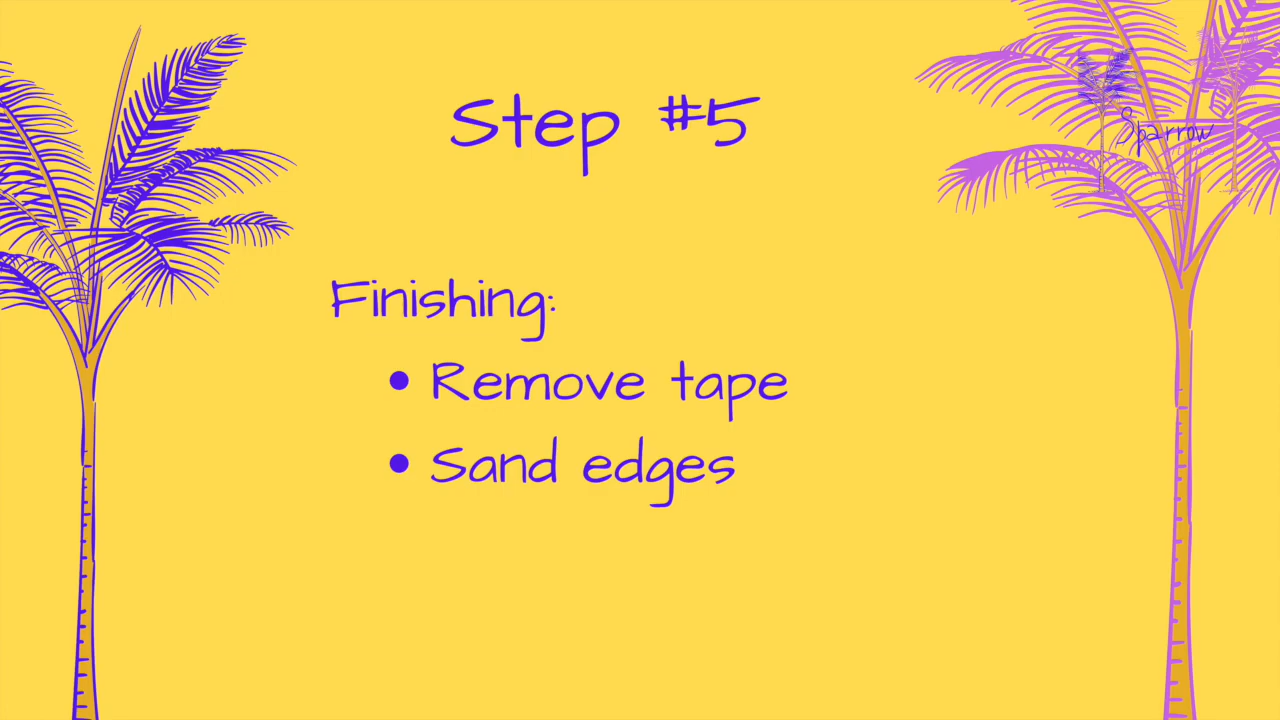 Step #5
Sparrow
Finishing:
• Remove tape
• Sand edges